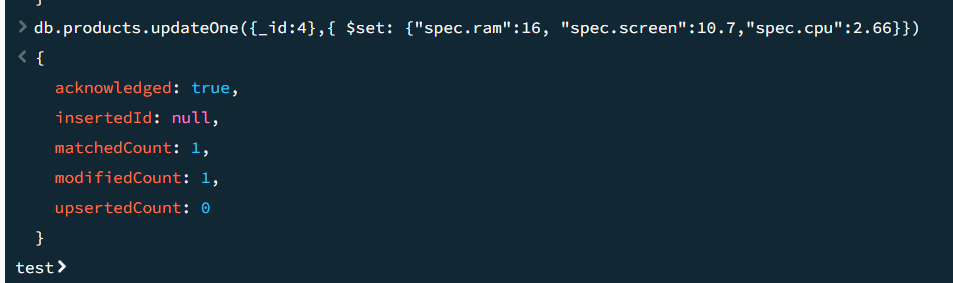 }
> db.products.updateOne({_id:4},{ $set: {"spec.ram":16, "spec.screen":10.7,"spec.cpu":2.66}})
< {
acknowledged: true,
insertedId: null,
matchedCount: 1,
modifiedCount: 1,
upsertedCount: 0
}
test>